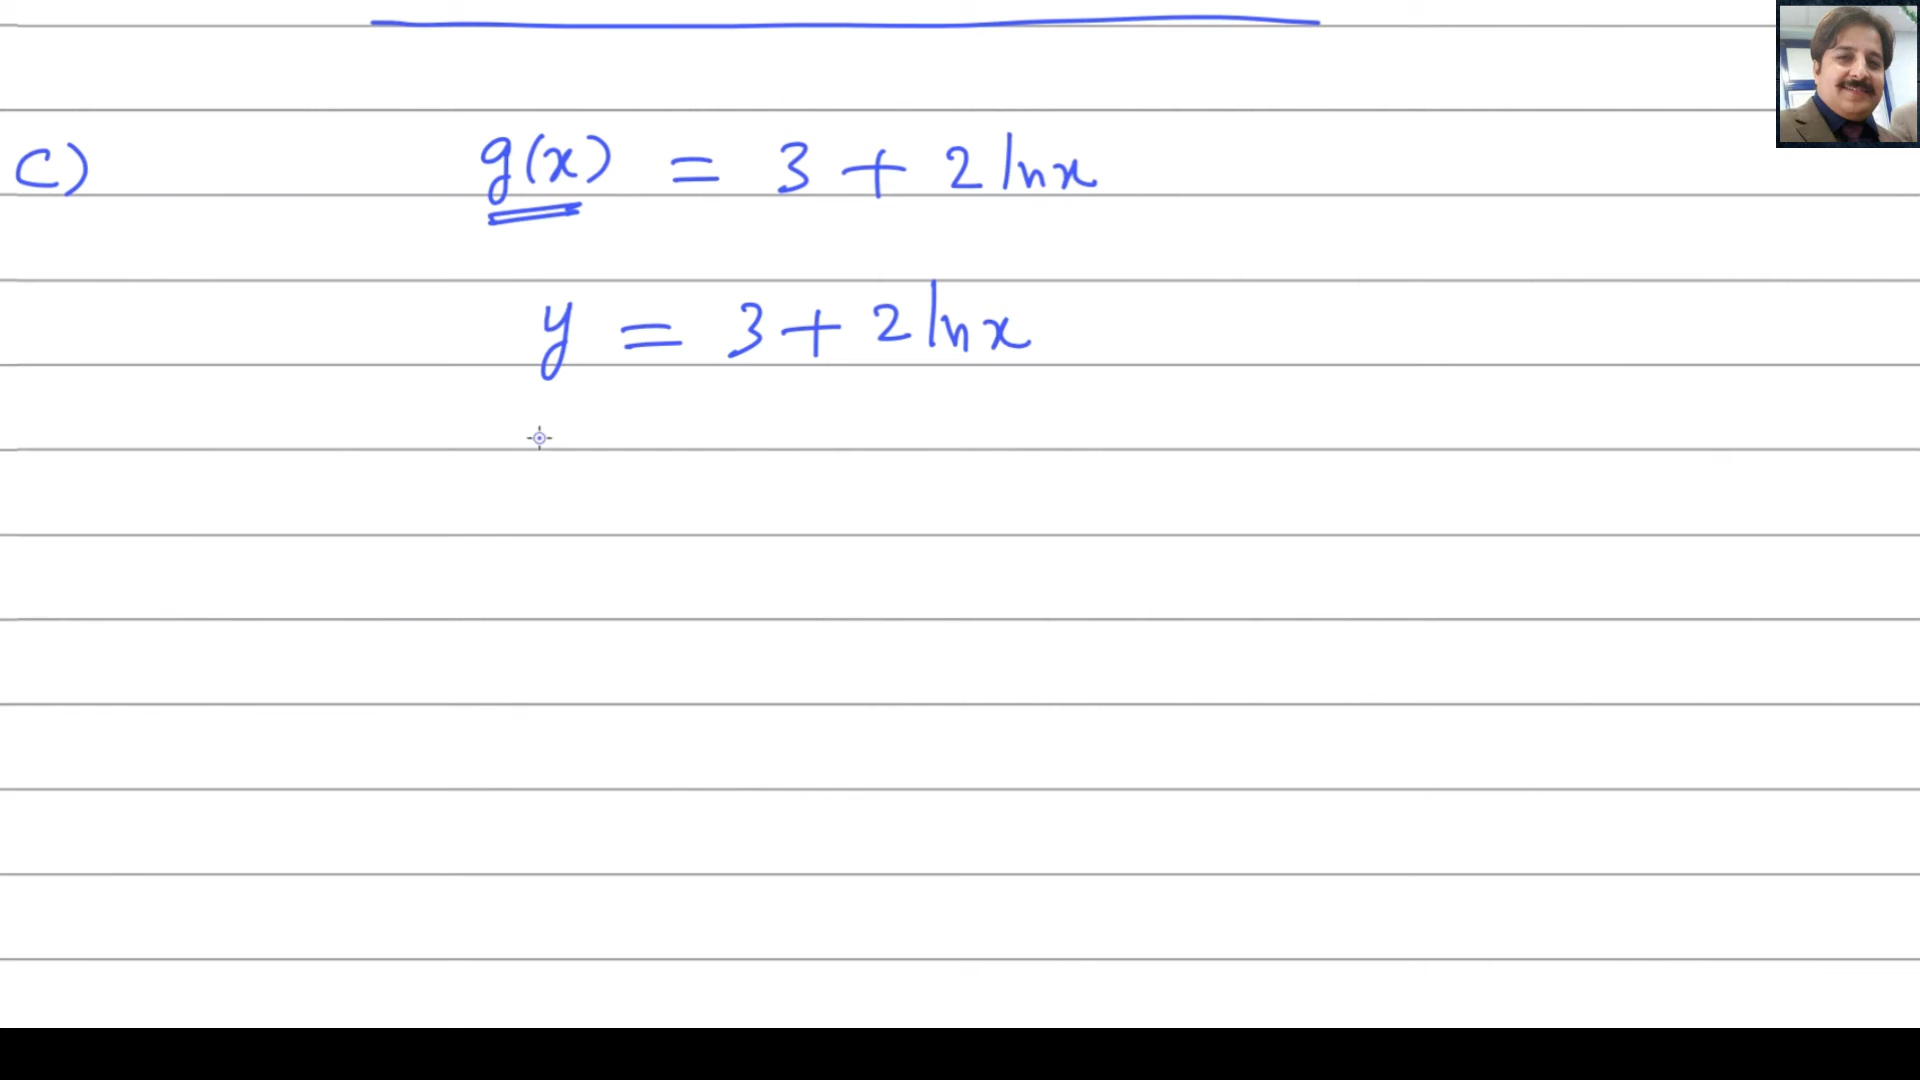 c) g(x) = 3 + 2 ln x
y = 3 + 2 ln x